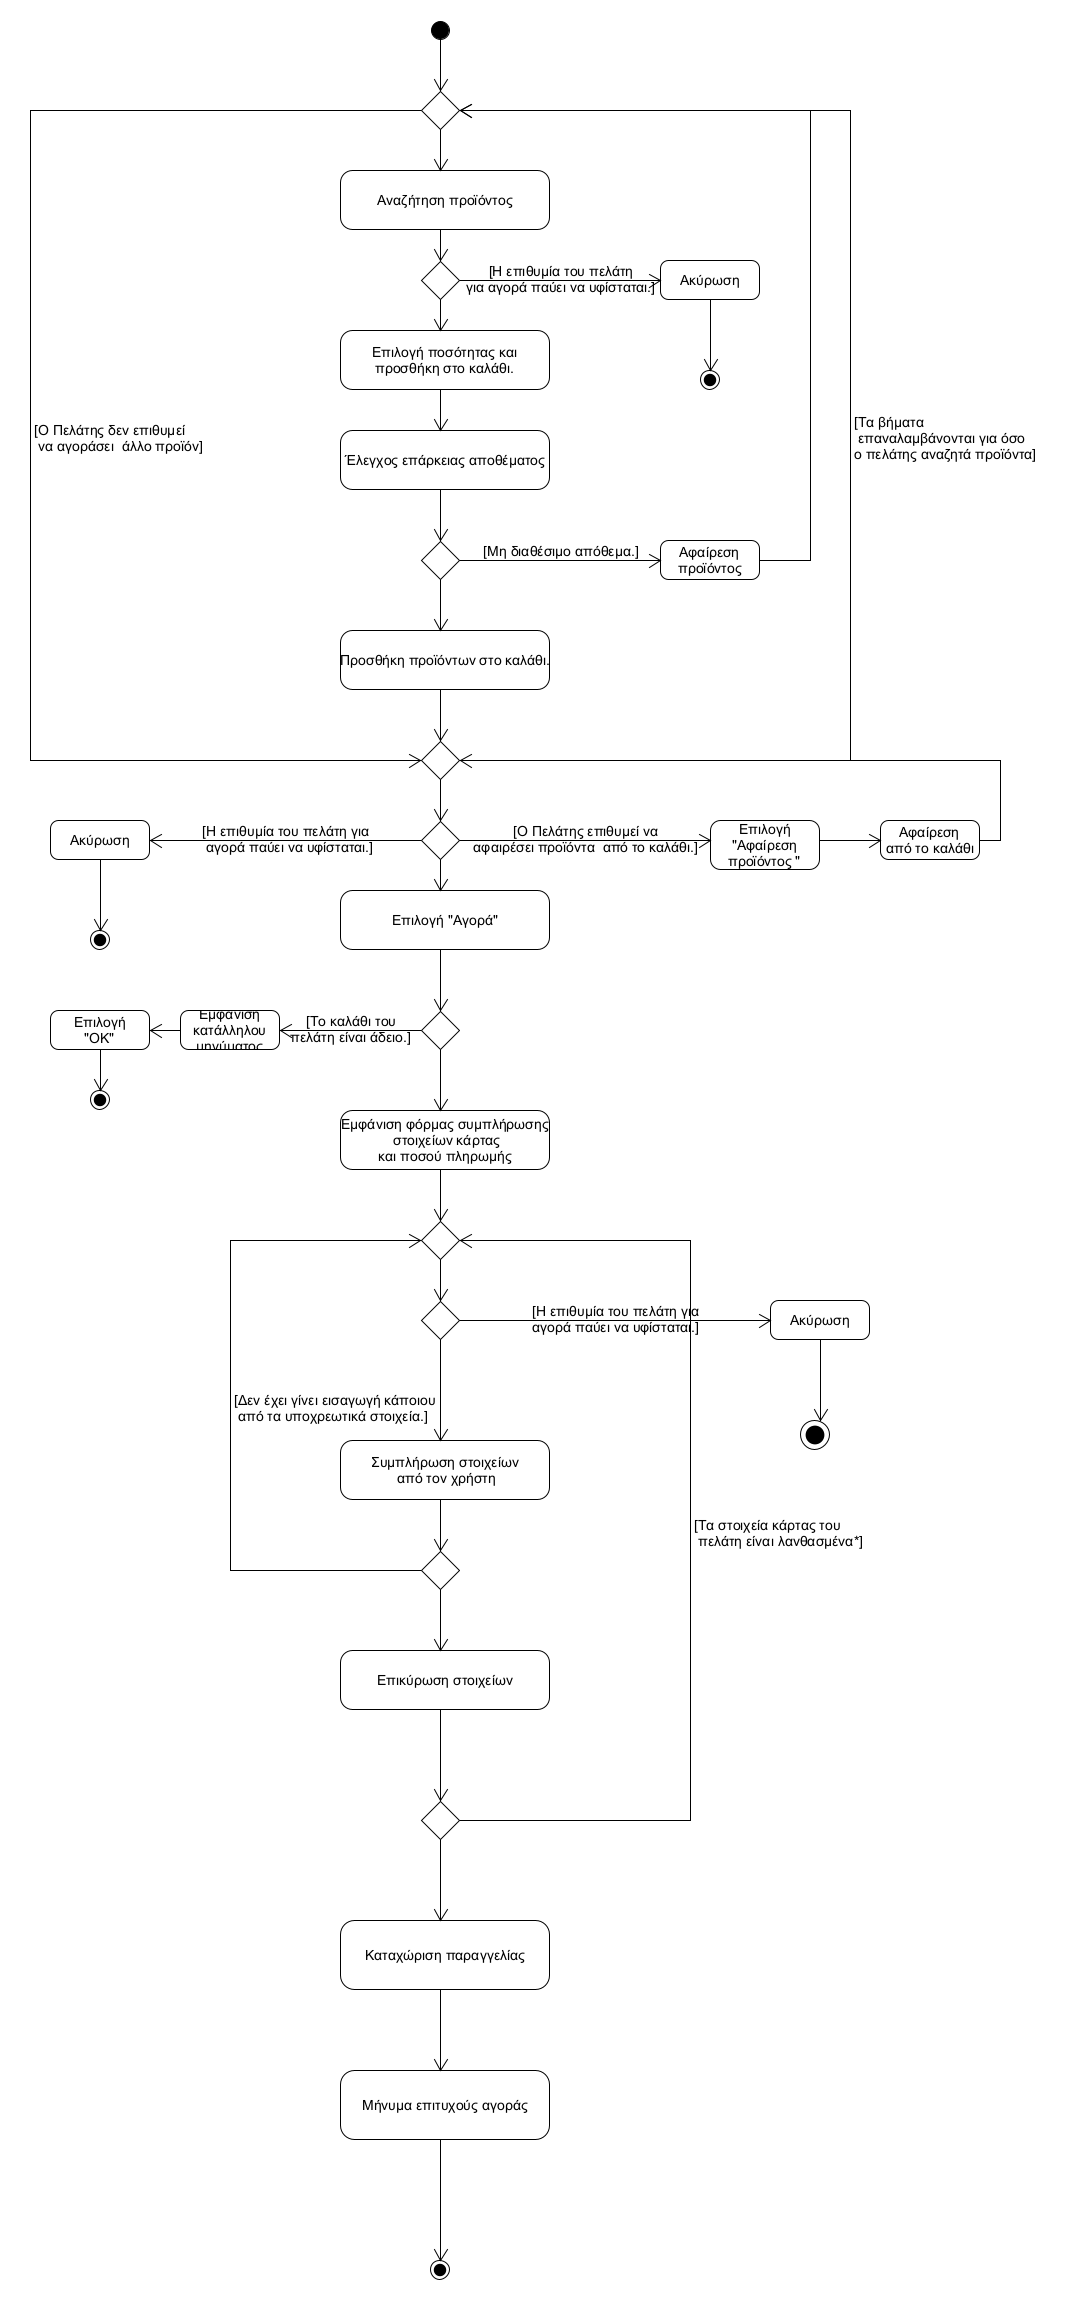 Αναζήτηση προϊόντος
[Η επιθυμία του πελάτη
για αγορά παύει να υφίσταται.]
Ακύρωση
Επιλογή ποσότητας και
προσθήκη στο καλάθι.
[Ο Πελάτης δεν επιθυμεί
να αγοράσει  άλλο προϊόν]
[Τα βήματα
επαναλαμβάνονται για όσο
ο πελάτης αναζητά προϊόντα]
Έλεγχος επάρκειας αποθέματος
[Μη διαθέσιμο απόθεμα.]
Αφαίρεση
προϊόντος
Προσθήκη προϊόντων στο καλάθι.
Ακύρωση
[Η επιθυμία του πελάτη για
αγορά παύει να υφίσταται.]
[Ο Πελάτης επιθυμεί να
αφαιρέσει προϊόντα  από το καλάθι.]
Επιλογή
"Αφαίρεση
προϊόντος "
Αφαίρεση
από το καλάθι
Επιλογή "Αγορά"
Επιλογή
"ΟΚ"
Εμφάνιση
κατάλληλου
μηνύματος
[Το καλάθι του
πελάτη είναι άδειο.]
Εμφάνιση φόρμας συμπλήρωσης
στοιχείων κάρτας
και ποσού πληρωμής
[Η επιθυμία του πελάτη για
αγορά παύει να υφίσταται.]
Ακύρωση
[Δεν έχει γίνει εισαγωγή κάποιου
από τα υποχρεωτικά στοιχεία.]
Συμπλήρωση στοιχείων
από τον χρήστη
[Τα στοιχεία κάρτας του
πελάτη είναι λανθασμένα*]
Επικύρωση στοιχείων
Καταχώριση παραγγελίας
Μήνυμα επιτυχούς αγοράς